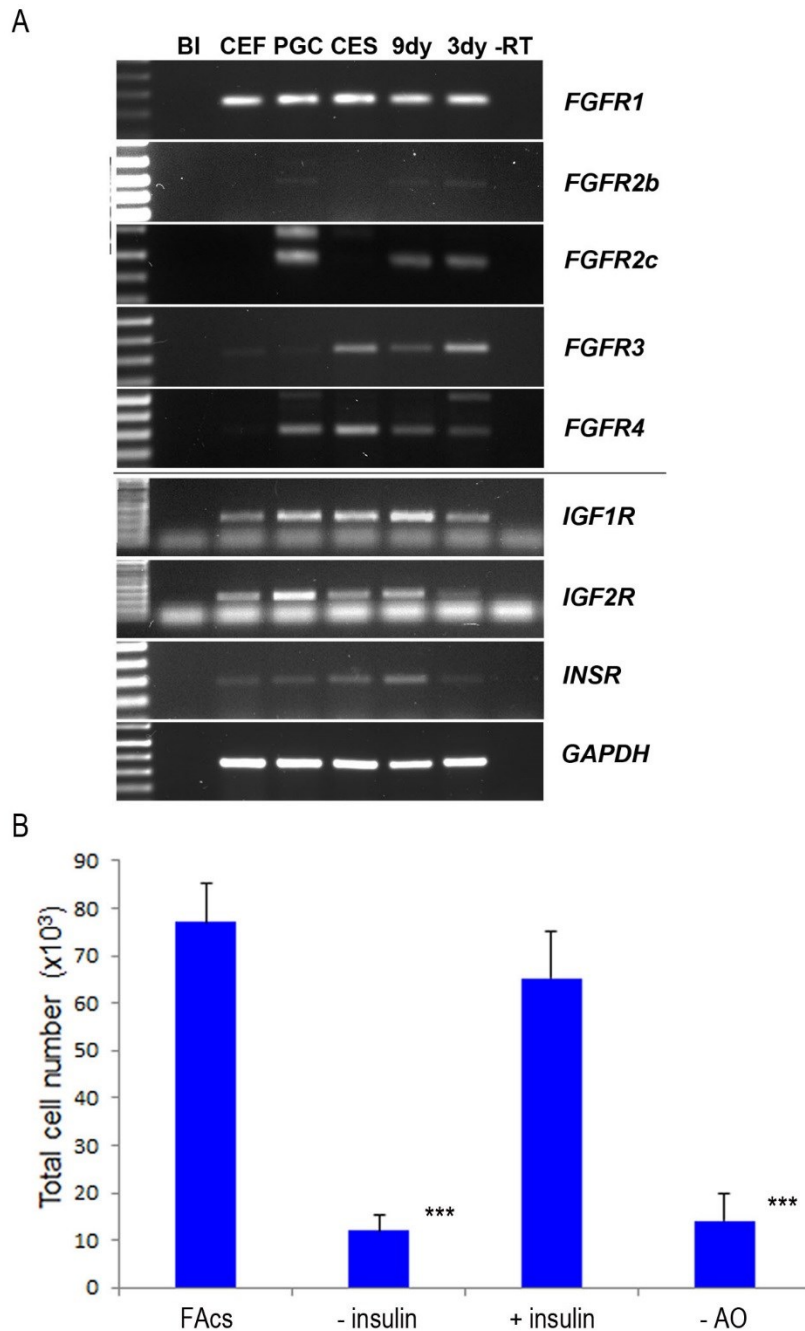 A
BI CEF PGC CES 9dy 3dy -RT
FGFR1
FGFR2b
FGFR2c
FGFR3
FGFR4
IGF1R
IGF2R
INSR
GAPDH
B
Total cell number (x10³)
90
80
70
60
50
40
30
20
10
0
***
***
FAcs - insulin + insulin - AO